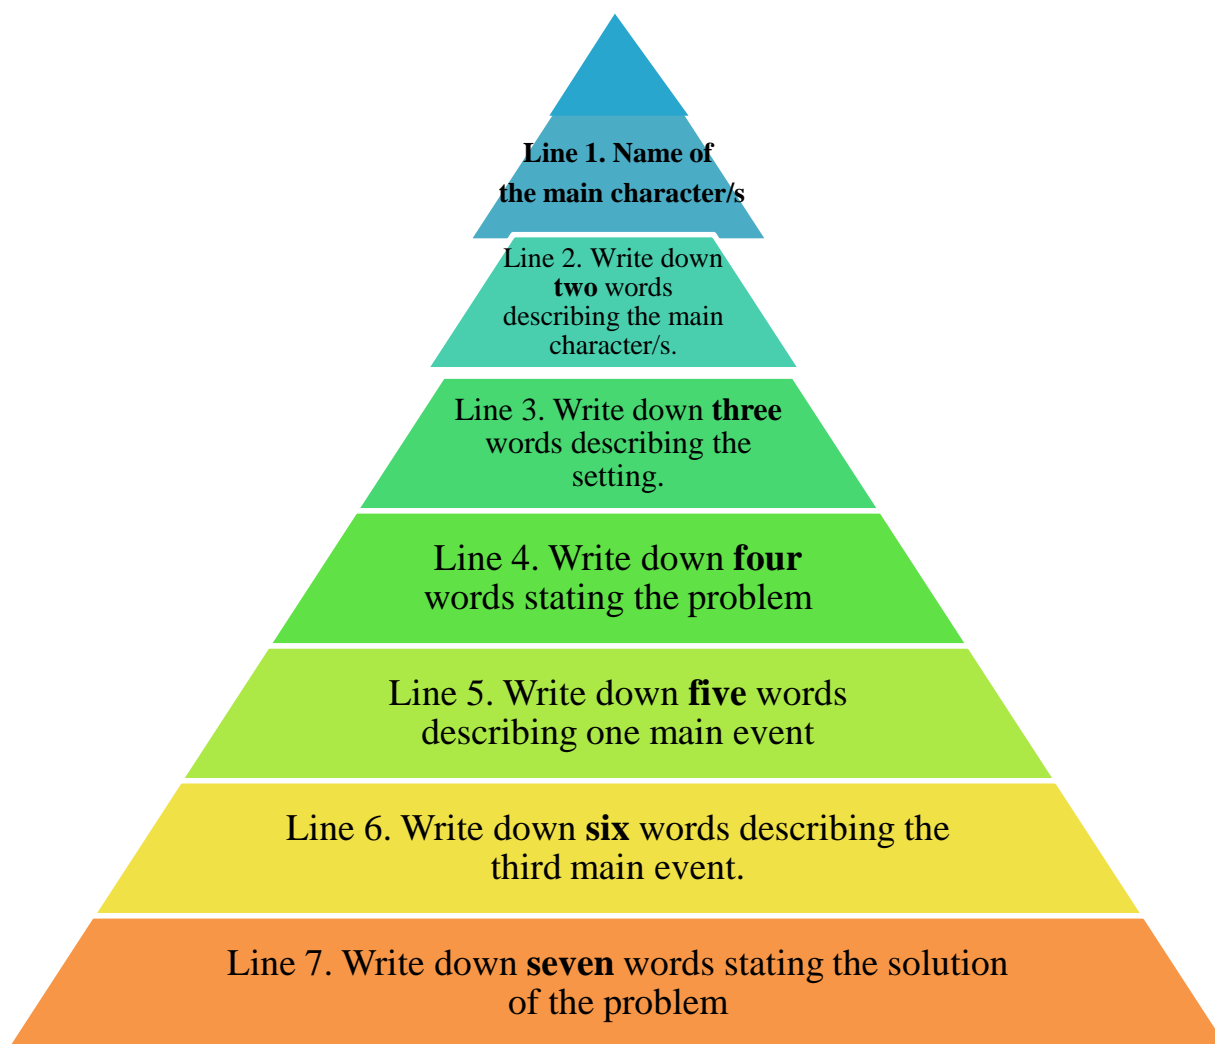 Line 1. Name of
the main character/s
Line 2. Write down
two words
describing the main
character/s.
Line 3. Write down three
words describing the
setting.
Line 4. Write down four
words stating the problem
Line 5. Write down five words
describing one main event
Line 6. Write down six words describing the
third main event.
Line 7. Write down seven words stating the solution
of the problem